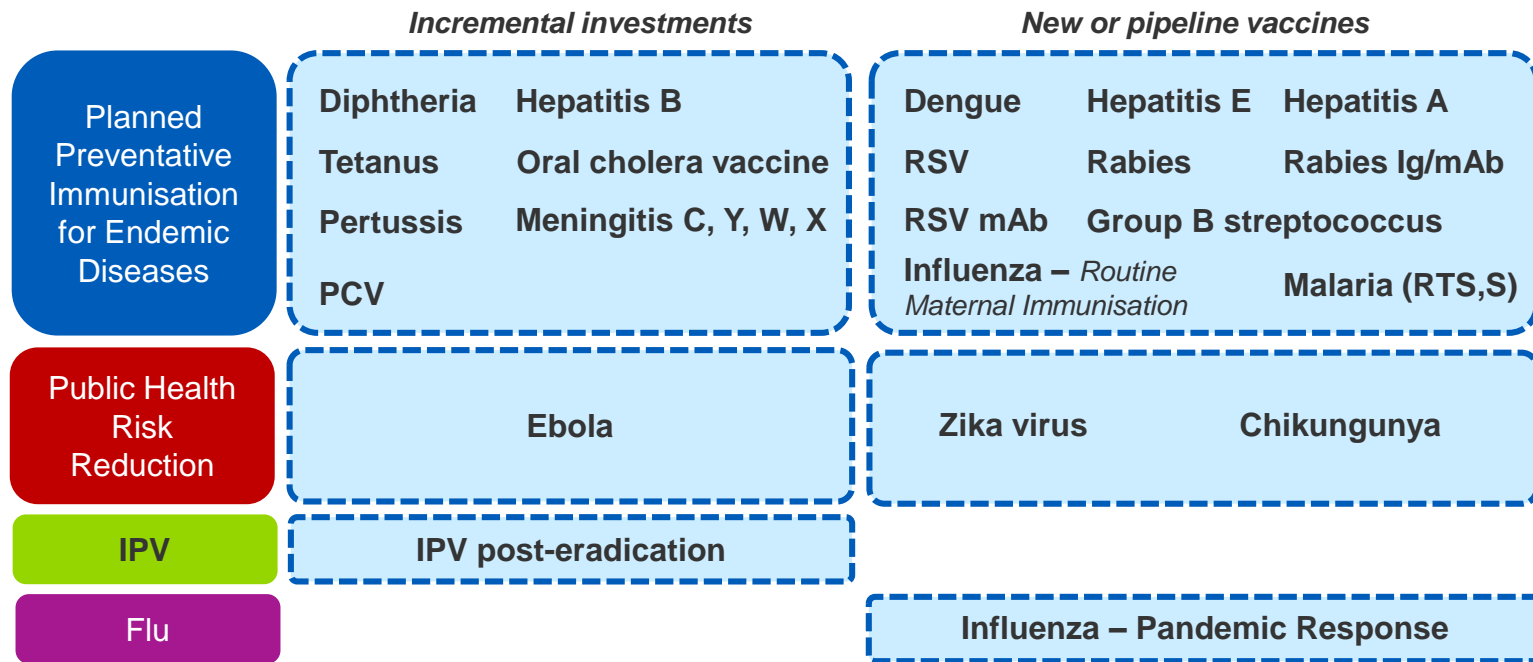 Incremental investments
New or pipeline vaccines
Planned
Preventative
Immunisation
for Endemic
Diseases
Diphtheria Hepatitis B
Tetanus Oral cholera vaccine
Pertussis Meningitis C, Y, W, X
PCV
Dengue Hepatitis E Hepatitis A
RSV Rabies Rabies Ig/mAb
RSV mAb Group B streptococcus
Influenza – Routine
Maternal Immunisation
Malaria (RTS,S)
Public Health
Risk
Reduction
Ebola
Zika virus Chikungunya
IPV
IPV post-eradication
Flu
Influenza – Pandemic Response